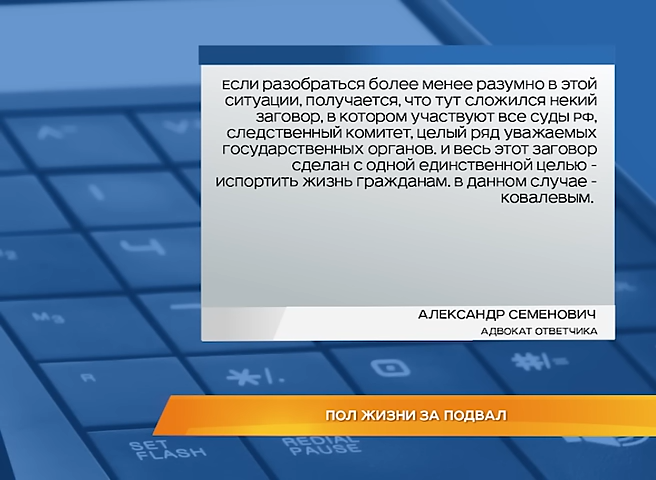 Если разобраться более менее разумно в этой
ситуации, получается, что тут сложился некий
заговор, в котором участвуют все суды РФ,
следственный комитет, целый ряд уважаемых
государственных органов. И весь этот заговор
сделан с одной единственной целью -
испортить жизнь гражданам. В данном случае -
Ковалевым.
АЛЕКСАНДР СЕМЕНОВИЧ
АДВОКАТ ОТВЕТЧИКА
ПОЛ ЖИЗНИ ЗА ПОДВАЛ
SET
FLASH
REDIAL
PAUSE